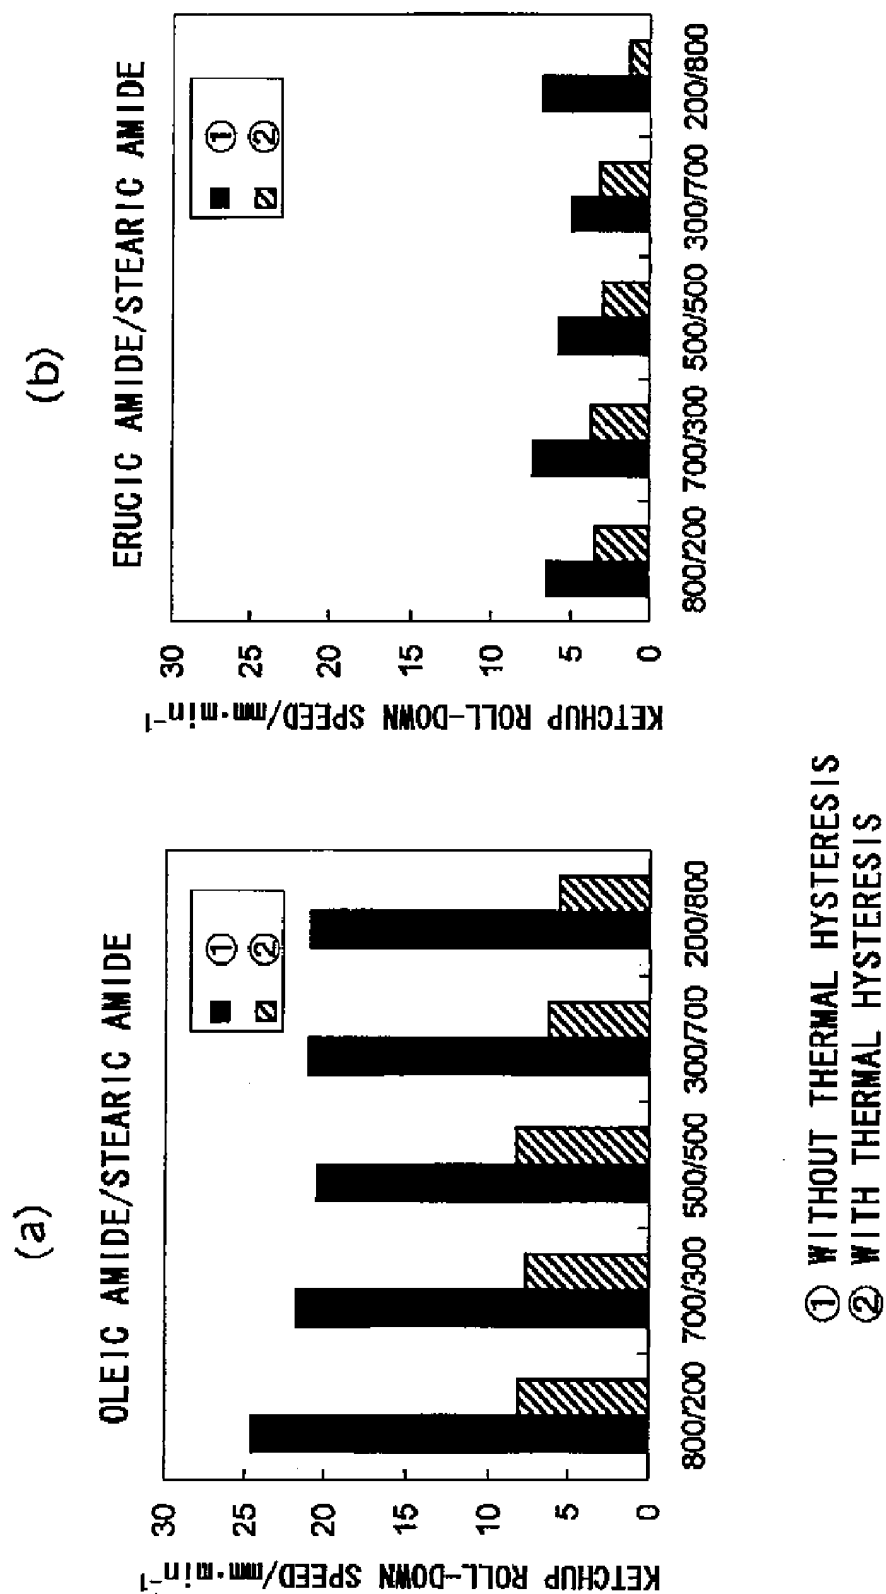 (a)
OLEIC AMIDE/STEARIC AMIDE
KETCHUP ROLL-DOWN SPEED/mm·min⁻¹
30
25
20
15
10
5
0
①
②
800/200 700/300 500/500 300/700 200/800
(b)
ERUCIC AMIDE/STEARIC AMIDE
KETCHUP ROLL-DOWN SPEED/mm·min⁻¹
30
25
20
15
10
5
0
①
②
800/200 700/300 500/500 300/700 200/800
① WITHOUT THERMAL HYSTERESIS
② WITH THERMAL HYSTERESIS